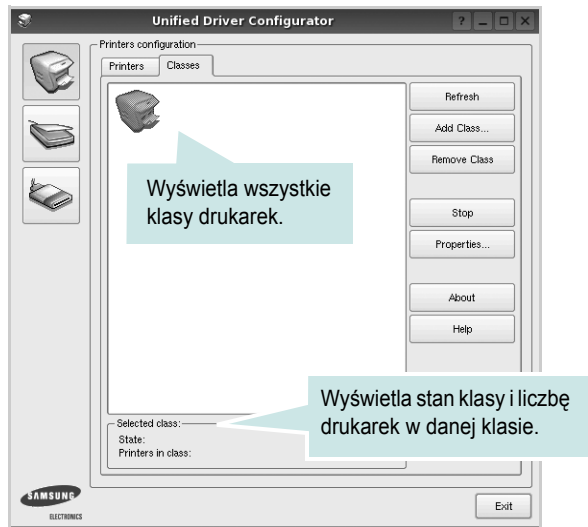 Unified Driver Configurator
Printers configuration
Printers Classes
Refresh
Add Class...
Remove Class
Wyświetla wszystkie
klasy drukarek.
Stop
Properties...
About
Help
Wyświetla stan klasy i liczbę
drukarek w danej klasie.
Selected class:
State:
Printers in class:
SAMSUNG
ELECTRONICS
Exit